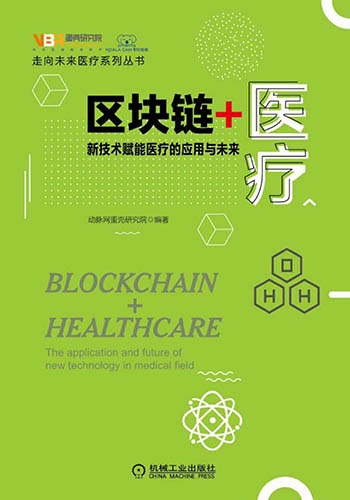 VBR 蛋壳研究院
KOALA CAN
走向未来医疗系列丛书
区块链+医疗
新技术赋能医疗的应用与未来
动脉网蛋壳研究院 编著
BLOCKCHAIN
+
HEALTHCARE
The application and future of
new technology in medical field
O
H H
机械工业出版社
CHINA MACHINE PRESS